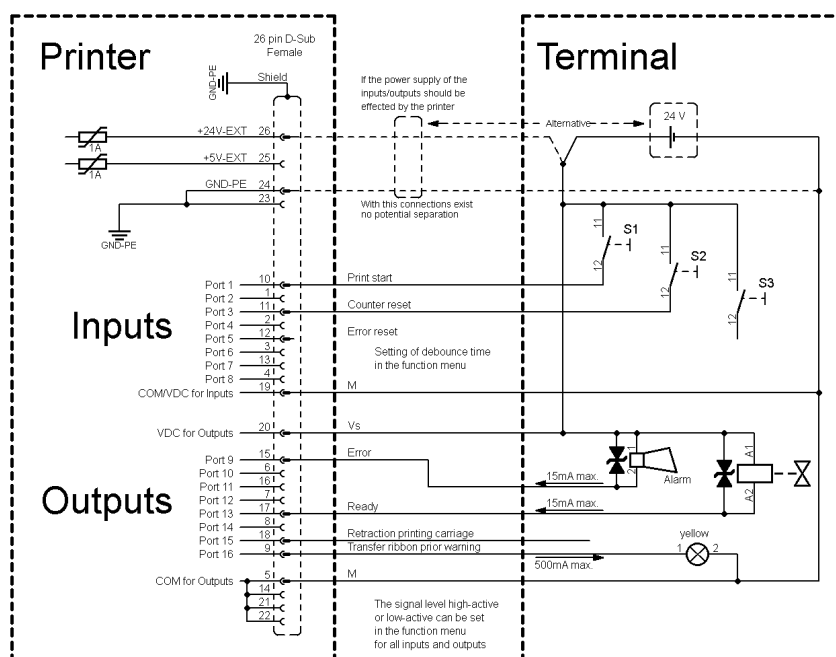 Printer
26 pin D-Sub
Female
Terminal
GND-PE
Shield
If the power supply of the
inputs/outputs should be
effected by the printer
Alternative
24 V
+24V-EXT 26
1A
+5V-EXT 25
1A
GND-PE 24
23
GND-PE
With this connections exist
no potential separation
11
12
S1
11
12
S2
11
12
S3
Inputs
Port 1 10 Print start
Port 2 1
Port 3 11 Counter reset
Port 4 2
Port 5 12 Error reset
Port 6 3
Port 7 13
Port 8 4
Setting of debounce time
in the function menu
COM/VDC for Inputs 19 M
VDC for Outputs 20 Vs
Outputs
Port 9 15 Error
Port 10 6
Port 11 16
Port 12 7
Port 13 17 Ready
Port 14 8
Port 15 18 Retraction printing carriage
Port 16 9 Transfer ribbon prior warning
15mA max.
15mA max.
500mA max.
2 1
Alarm
A1
A2
yellow
1 2
COM for Outputs 5 M
14
21
22
The signal level high-active
or low-active can be set
in the function menu
for all inputs and outputs